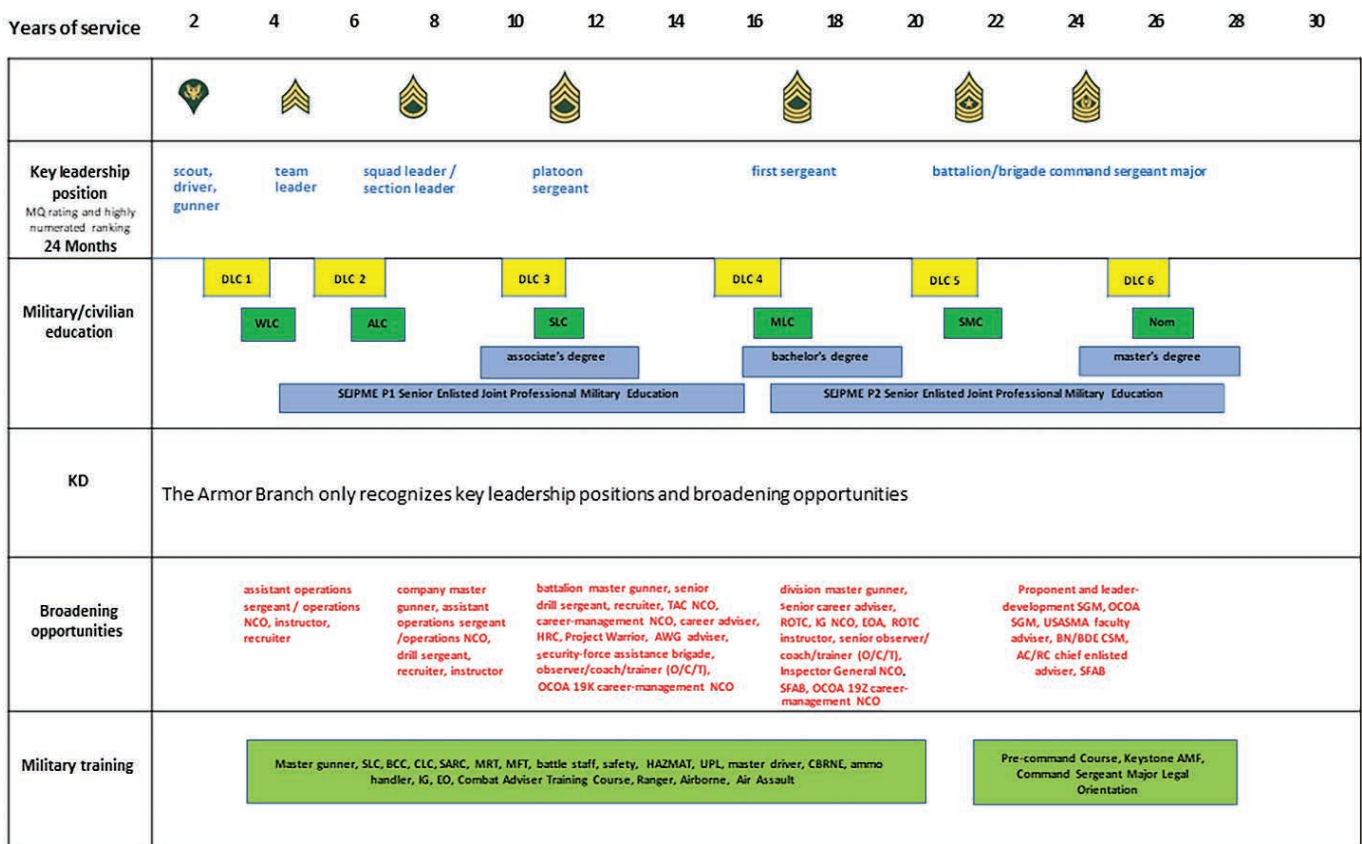 Years of service 2 4 6 8 10 12 14 16 18 20 22 24 26 28 30
Key leadership
position
MQ rating and highly
numerated ranking
24 Months
scout,
driver,
gunner
team
leader
squad leader /
section leader
platoon
sergeant
first sergeant
battalion/brigade command sergeant major
Military/civilian
education
DLC 1 DLC 2 DLC 3 DLC 4 DLC 5 DLC 6
WLC ALC SLC MLC SMC Nom
associate's degree bachelor's degree master's degree
SEJPME P1 Senior Enlisted Joint Professional Military Education SEJPME P2 Senior Enlisted Joint Professional Military Education
KD
The Armor Branch only recognizes key leadership positions and broadening opportunities
Broadening
opportunities
assistant operations
sergeant / operations
NCO, instructor,
recruiter
company master
gunner, assistant
operations sergeant
/operations NCO,
drill sergeant,
recruiter, instructor
battalion master gunner, senior
drill sergeant, recruiter, TAC NCO,
career-management NCO, career adviser,
HRC, Project Warrior, AWG adviser,
security-force assistance brigade,
observer/coach/trainer (O/C/T),
OCOA 19K career-management NCO
division master gunner,
senior career adviser,
ROTC, IG NCO, EOA, ROTC
instructor, senior observer/
coach/trainer (O/C/T),
Inspector General NCO,
SFAB, OCOA 19Z career-
management NCO
Proponent and leader-
development SGM, OCOA
SGM, USASMA faculty
adviser, BN/BDE CSM,
AC/RC chief enlisted
adviser, SFAB
Military training
Master gunner, SLC, BCC, CLC, SARC, MRT, MFT, battle staff, safety, HAZMAT, UPL, master driver, CBRNE, ammo
handler, IG, EO, Combat Adviser Training Course, Ranger, Airborne, Air Assault
Pre-command Course, Keystone AMF,
Command Sergeant Major Legal
Orientation